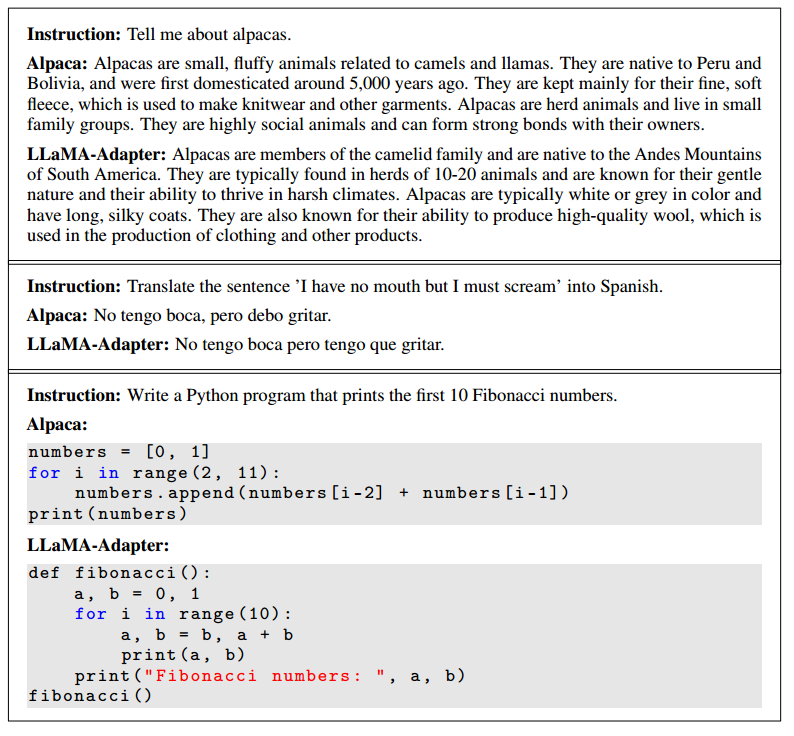 Instruction: Tell me about alpacas.
Alpaca: Alpacas are small, fluffy animals related to camels and llamas. They are native to Peru and
Bolivia, and were first domesticated around 5,000 years ago. They are kept mainly for their fine, soft
fleece, which is used to make knitwear and other garments. Alpacas are herd animals and live in small
family groups. They are highly social animals and can form strong bonds with their owners.
LLaMA-Adapter: Alpacas are members of the camelid family and are native to the Andes Mountains
of South America. They are typically found in herds of 10-20 animals and are known for their gentle
nature and their ability to thrive in harsh climates. Alpacas are typically white or grey in color and
have long, silky coats. They are also known for their ability to produce high-quality wool, which is
used in the production of clothing and other products.
Instruction: Translate the sentence ’I have no mouth but I must scream’ into Spanish.
Alpaca: No tengo boca, pero debo gritar.
LLaMA-Adapter: No tengo boca pero tengo que gritar.
Instruction: Write a Python program that prints the first 10 Fibonacci numbers.
Alpaca:
numbers = [0, 1]
for i in range(2, 11):
    numbers.append(numbers[i-2] + numbers[i-1])
print(numbers)
LLaMA-Adapter:
def fibonacci():
    a, b = 0, 1
    for i in range(10):
        a, b = b, a + b
        print(a, b)
    print("Fibonacci numbers: ", a, b)
fibonacci()